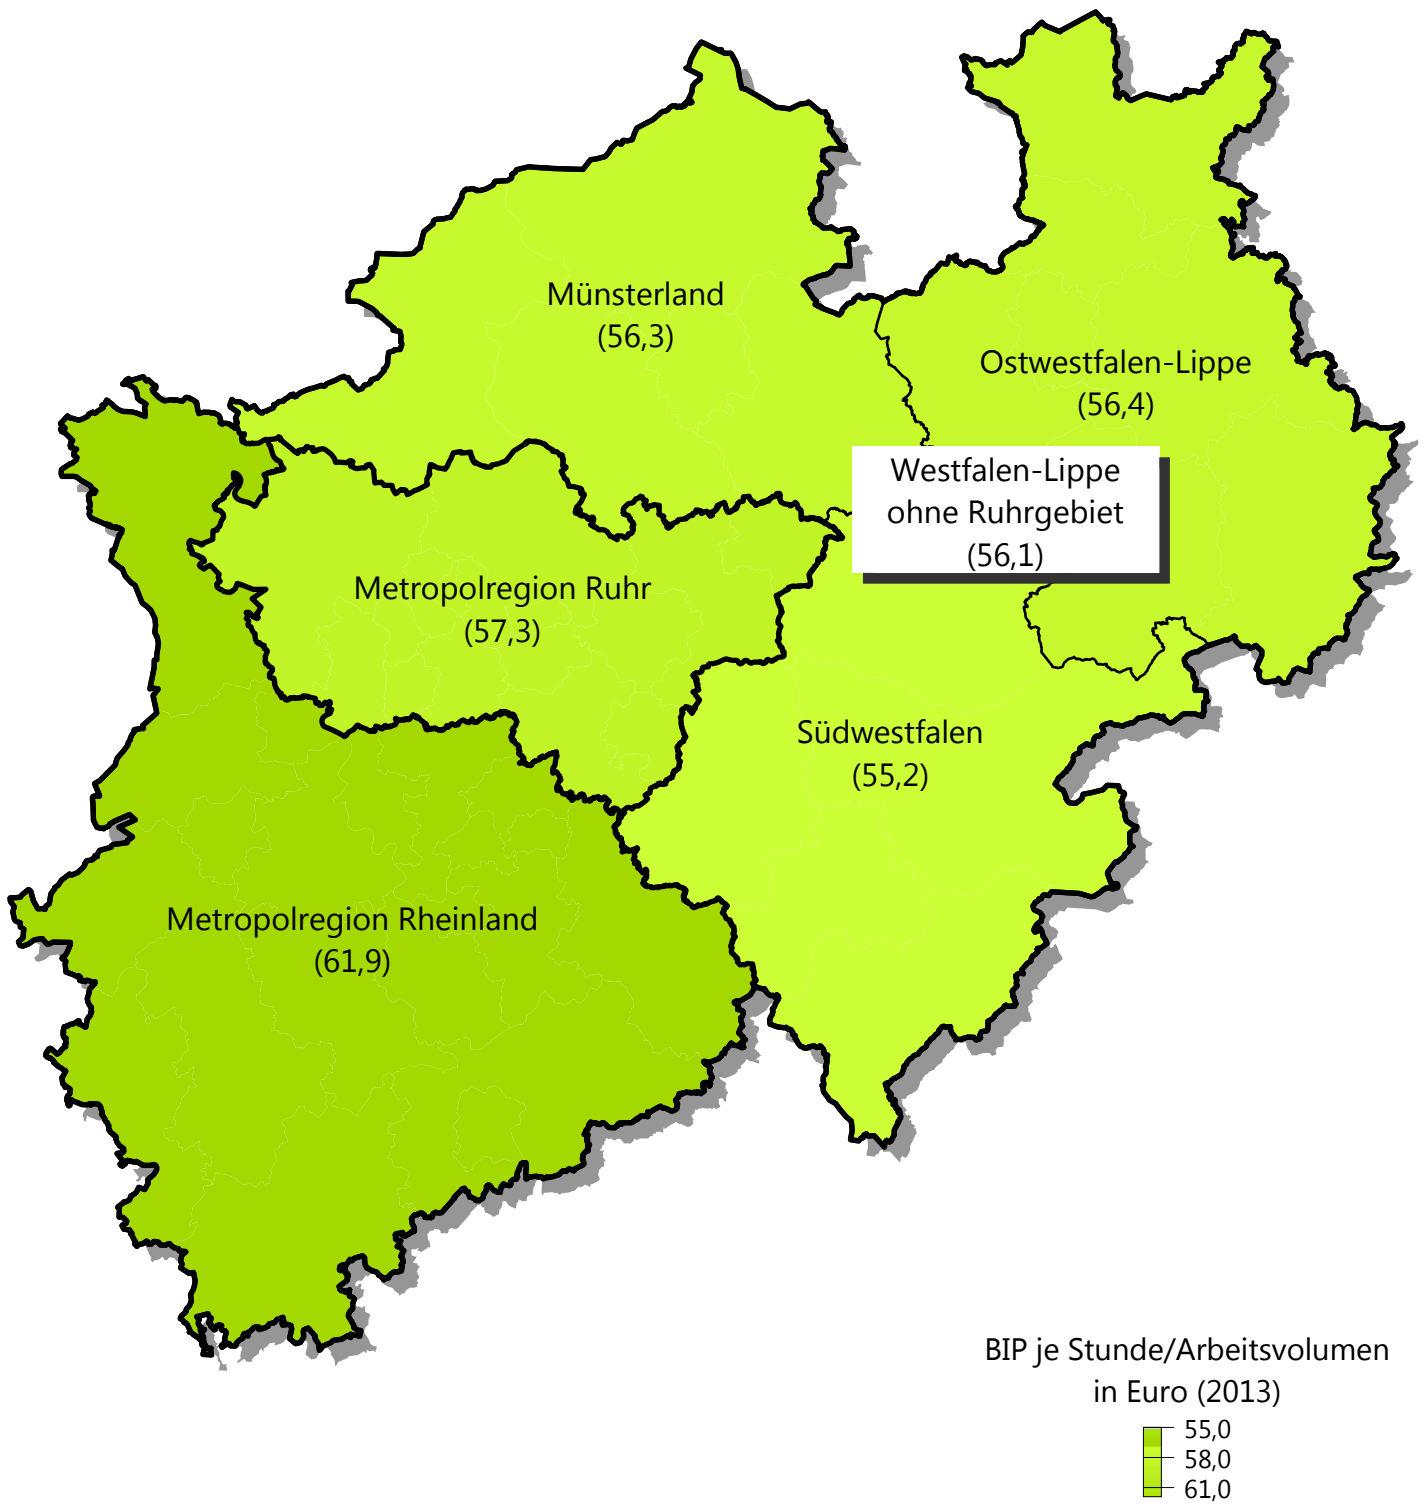 Münsterland
(56,3)
Ostwestfalen-Lippe
(56,4)
Westfalen-Lippe
ohne Ruhrgebiet
(56,1)
Metropolregion Ruhr
(57,3)
Südwestfalen
(55,2)
Metropolregion Rheinland
(61,9)
BIP je Stunde/Arbeitsvolumen
in Euro (2013)
55,0
58,0
61,0